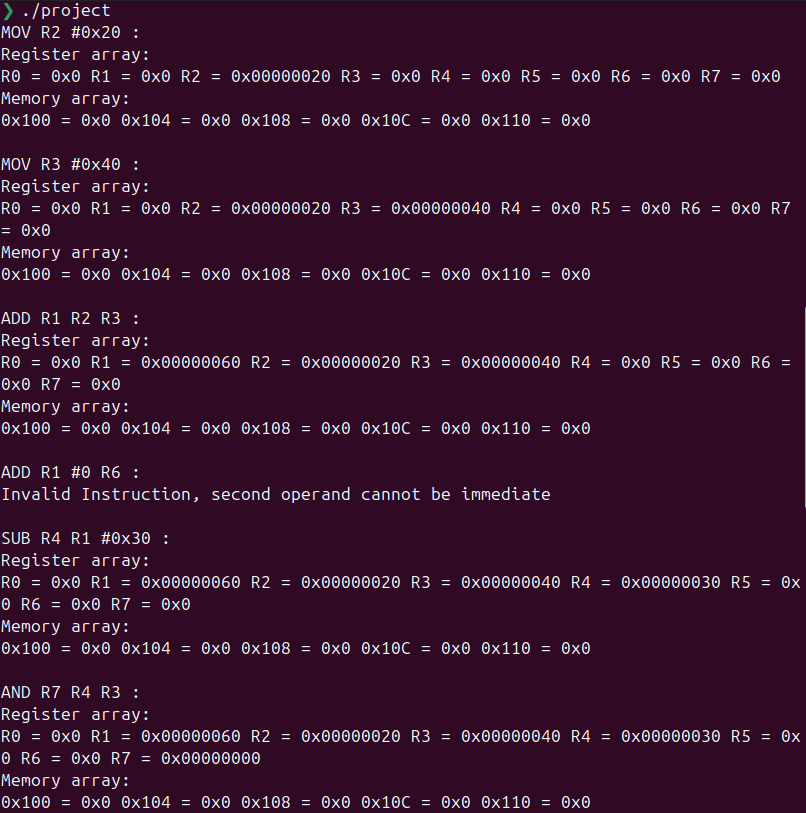 ❯ ./project
MOV R2 #0x20 :
Register array:
R0 = 0x0 R1 = 0x0 R2 = 0x00000020 R3 = 0x0 R4 = 0x0 R5 = 0x0 R6 = 0x0 R7 = 0x0
Memory array:
0x100 = 0x0 0x104 = 0x0 0x108 = 0x0 0x10C = 0x0 0x110 = 0x0

MOV R3 #0x40 :
Register array:
R0 = 0x0 R1 = 0x0 R2 = 0x00000020 R3 = 0x00000040 R4 = 0x0 R5 = 0x0 R6 = 0x0 R7
= 0x0
Memory array:
0x100 = 0x0 0x104 = 0x0 0x108 = 0x0 0x10C = 0x0 0x110 = 0x0

ADD R1 R2 R3 :
Register array:
R0 = 0x0 R1 = 0x00000060 R2 = 0x00000020 R3 = 0x00000040 R4 = 0x0 R5 = 0x0 R6 =
0x0 R7 = 0x0
Memory array:
0x100 = 0x0 0x104 = 0x0 0x108 = 0x0 0x10C = 0x0 0x110 = 0x0

ADD R1 #0 R6 :
Invalid Instruction, second operand cannot be immediate

SUB R4 R1 #0x30 :
Register array:
R0 = 0x0 R1 = 0x00000060 R2 = 0x00000020 R3 = 0x00000040 R4 = 0x00000030 R5 = 0x
0 R6 = 0x0 R7 = 0x0
Memory array:
0x100 = 0x0 0x104 = 0x0 0x108 = 0x0 0x10C = 0x0 0x110 = 0x0

AND R7 R4 R3 :
Register array:
R0 = 0x0 R1 = 0x00000060 R2 = 0x00000020 R3 = 0x00000040 R4 = 0x00000030 R5 = 0x
0 R6 = 0x0 R7 = 0x00000000
Memory array:
0x100 = 0x0 0x104 = 0x0 0x108 = 0x0 0x10C = 0x0 0x110 = 0x0